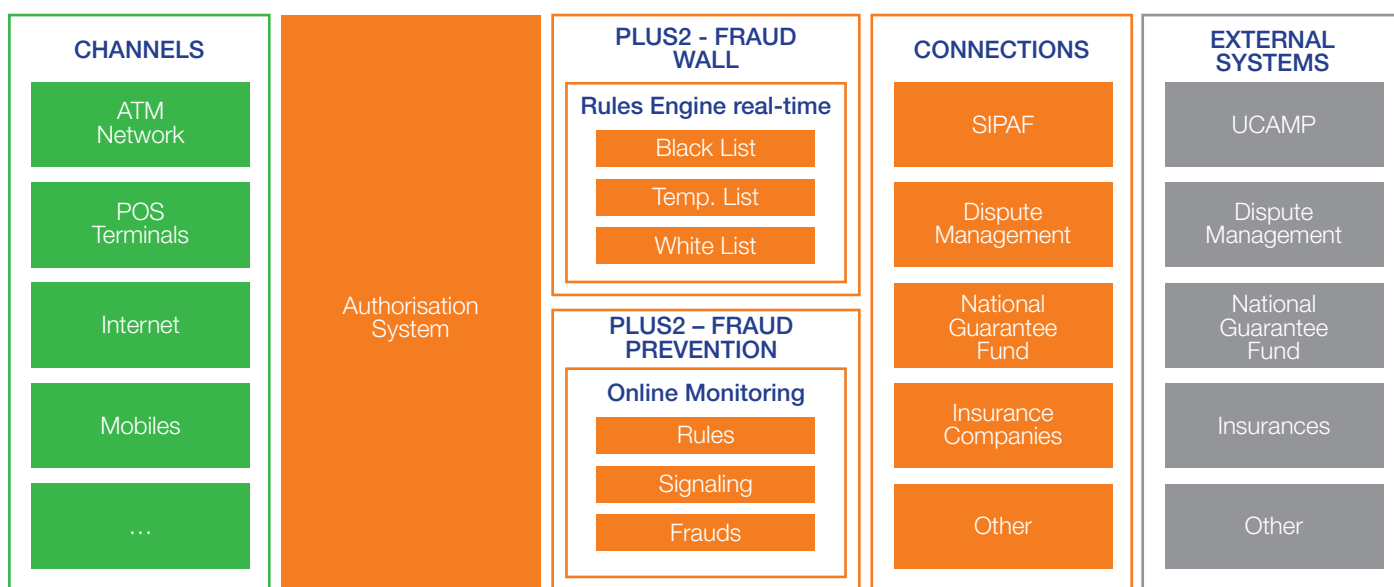 CHANNELS
ATM
Network
POS
Terminals
Internet
Mobiles
...
Authorisation
System
PLUS2 - FRAUD
WALL
Rules Engine real-time
Black List
Temp. List
White List
PLUS2 – FRAUD
PREVENTION
Online Monitoring
Rules
Signaling
Frauds
CONNECTIONS
SIPAF
Dispute
Management
National
Guarantee
Fund
Insurance
Companies
Other
EXTERNAL
SYSTEMS
UCAMP
Dispute
Management
National
Guarantee
Fund
Insurances
Other